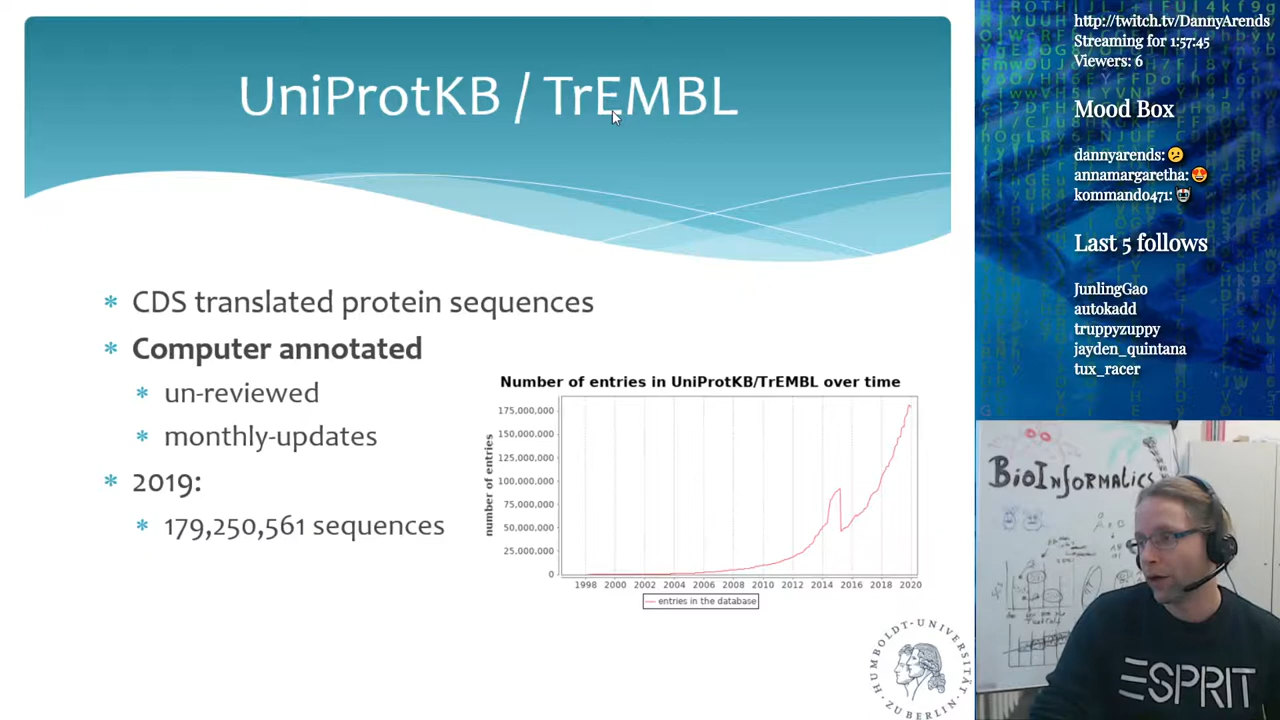 UniProtKB / TrEMBL
* CDS translated protein sequences
* Computer annotated
* un-reviewed
* monthly-updates
* 2019:
* 179,250,561 sequences
Number of entries in UniProtKB/TrEMBL over time
number of entries
175,000,000
150,000,000
125,000,000
100,000,000
75,000,000
50,000,000
25,000,000
0
1998 2000 2002 2004 2006 2008 2010 2012 2014 2016 2018 2020
entries in the database
HUMBOLDT-UNIVERSITÄT
ZU BERLIN
http://twitch.tv/DannyArends
Streaming for 1:57:45
Viewers: 6
Mood Box
dannyarends:
annamargaretha:
kommando471:
Last 5 follows
JunlingGao
autokadd
truppyzuppy
jayden_quintana
tux_racer
BioInformatics
ESPRIT